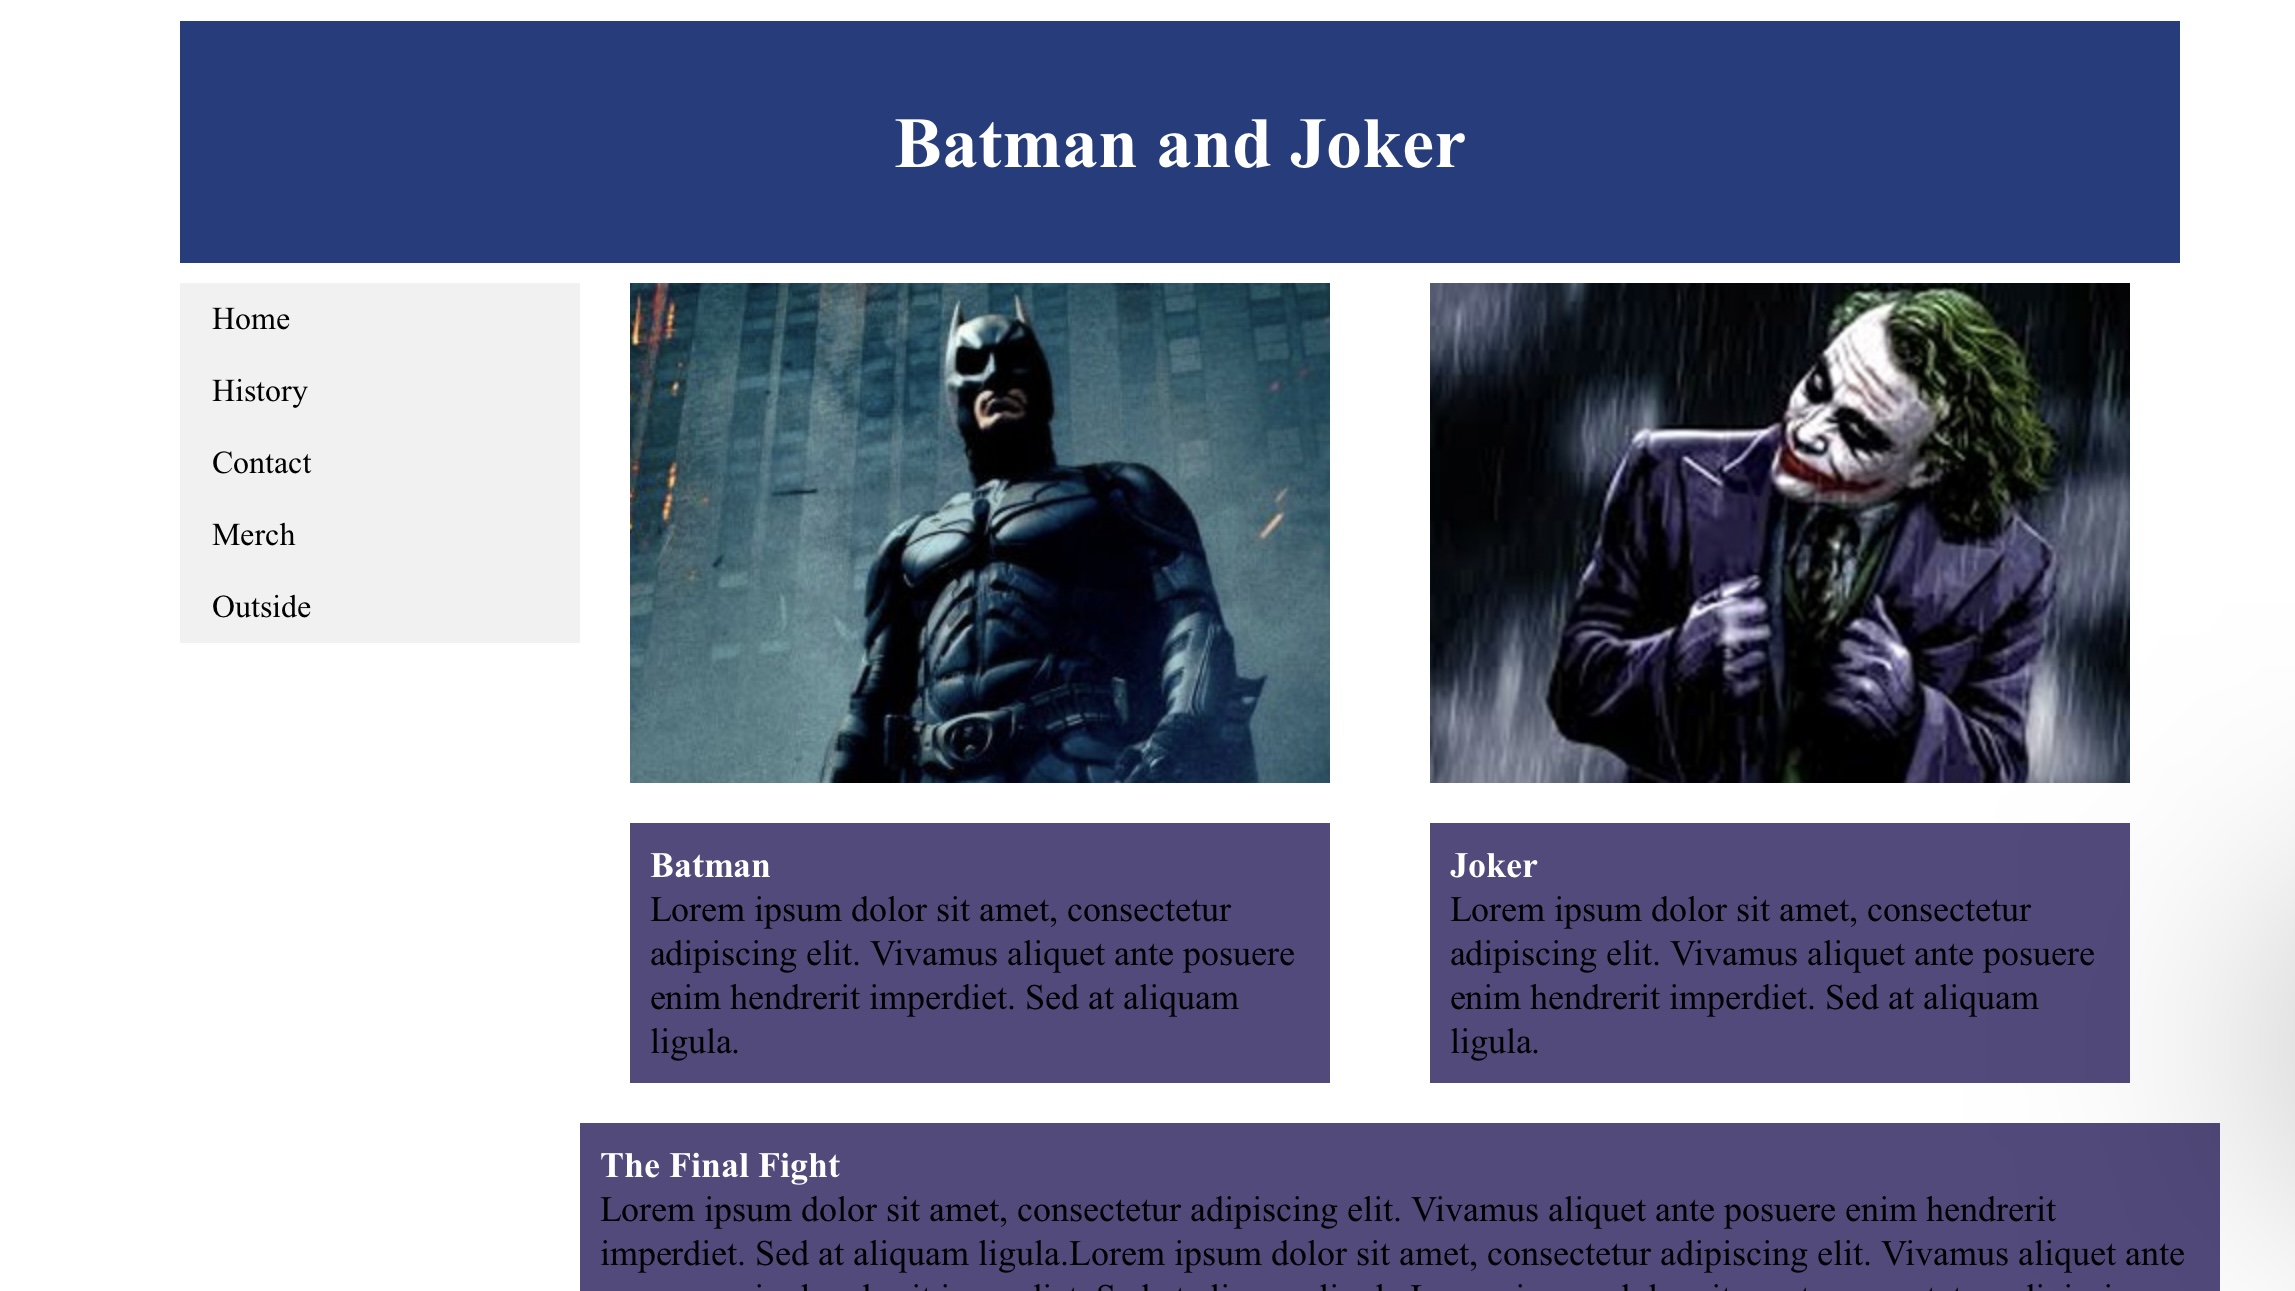 Batman and Joker
Home
History
Contact
Merch
Outside
Batman
Lorem ipsum dolor sit amet, consectetur
adipiscing elit. Vivamus aliquet ante posuere
enim hendrerit imperdiet. Sed at aliquam
ligula.
Joker
Lorem ipsum dolor sit amet, consectetur
adipiscing elit. Vivamus aliquet ante posuere
enim hendrerit imperdiet. Sed at aliquam
ligula.
The Final Fight
Lorem ipsum dolor sit amet, consectetur adipiscing elit. Vivamus aliquet ante posuere enim hendrerit
imperdiet. Sed at aliquam ligula.Lorem ipsum dolor sit amet, consectetur adipiscing elit. Vivamus aliquet ante